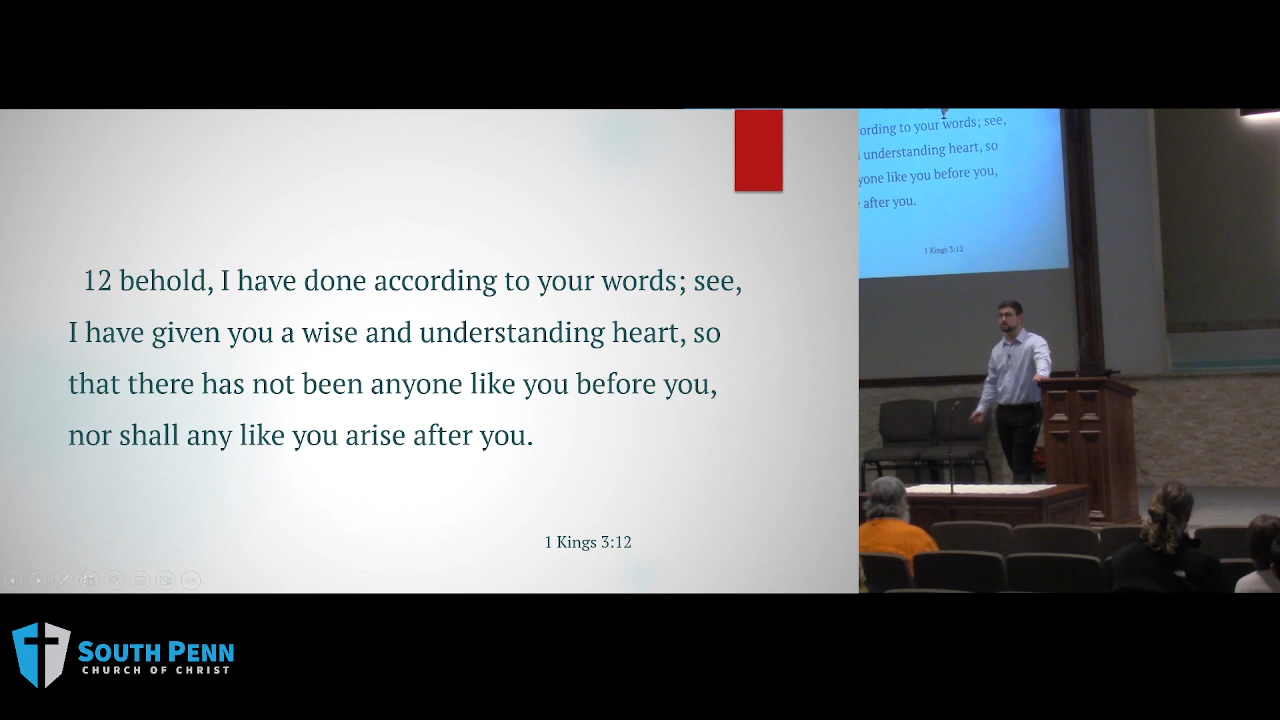 12 behold, I have done according to your words; see,
I have given you a wise and understanding heart, so
that there has not been anyone like you before you,
nor shall any like you arise after you.
1 Kings 3:12
ording to your words; see,
understanding heart, so
yone like you before you,
after you.
1 Kings 3:12
SOUTH PENN
CHURCH OF CHRIST